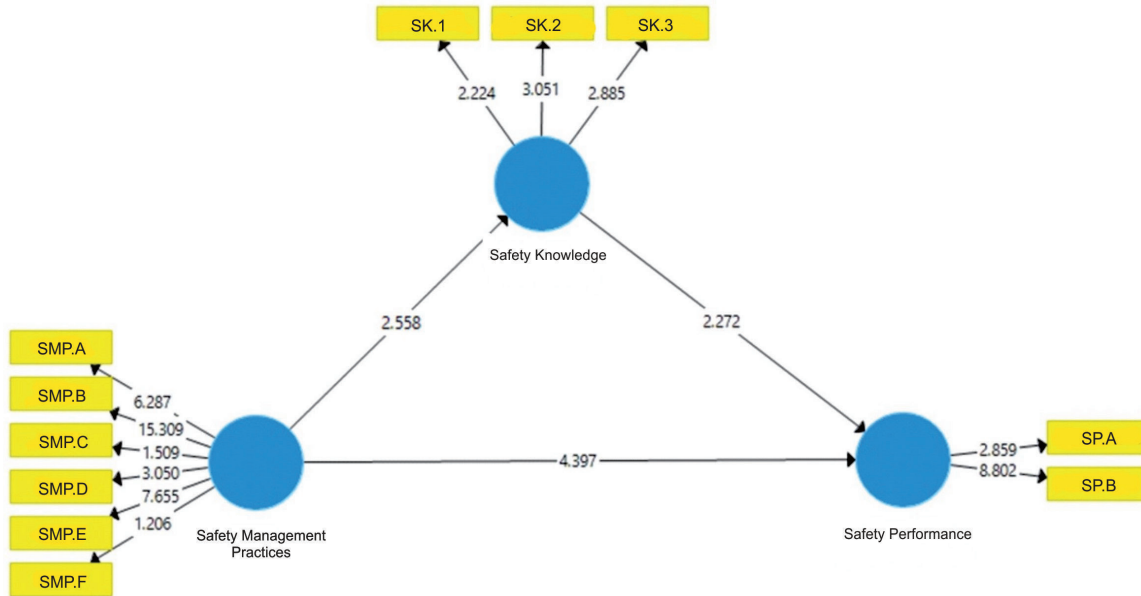 SK.1
SK.2
SK.3
2.224
3.051
2.885
Safety Knowledge
2.558
2.272
SMP.A
SMP.B
SMP.C
SMP.D
SMP.E
SMP.F
6.287
15.309
1.509
3.050
7.655
1.206
Safety Management
Practices
4.397
Safety Performance
2.859
8.802
SP.A
SP.B